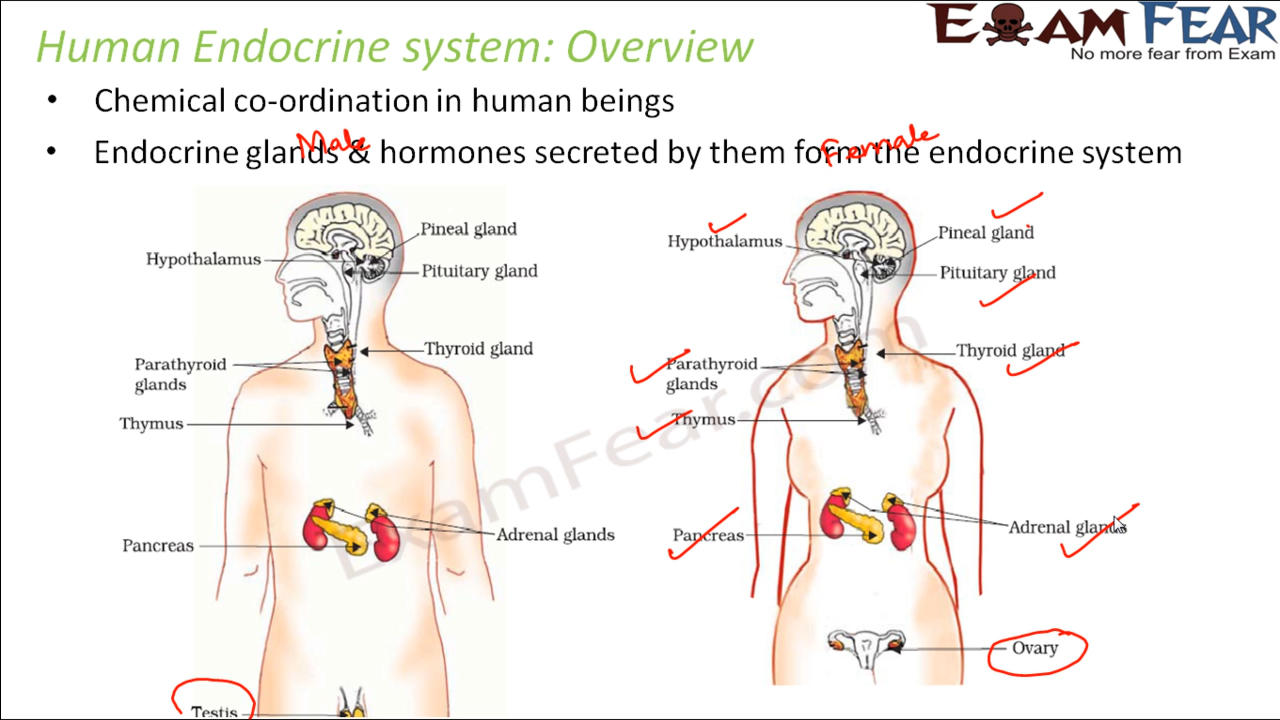 Human Endocrine system: Overview
EXAM FEAR
No more fear from Exam
• Chemical co-ordination in human beings
• Endocrine glands & hormones secreted by them form the endocrine system
Male
Female
Pineal gland
Hypothalamus
Pituitary gland
Thyroid gland
Parathyroid
glands
Thymus
Adrenal glands
Pancreas
Testis
Pineal gland
Hypothalamus
Pituitary gland
Thyroid gland
Parathyroid
glands
Thymus
Adrenal glands
Pancreas
Ovary
ExamFear.com